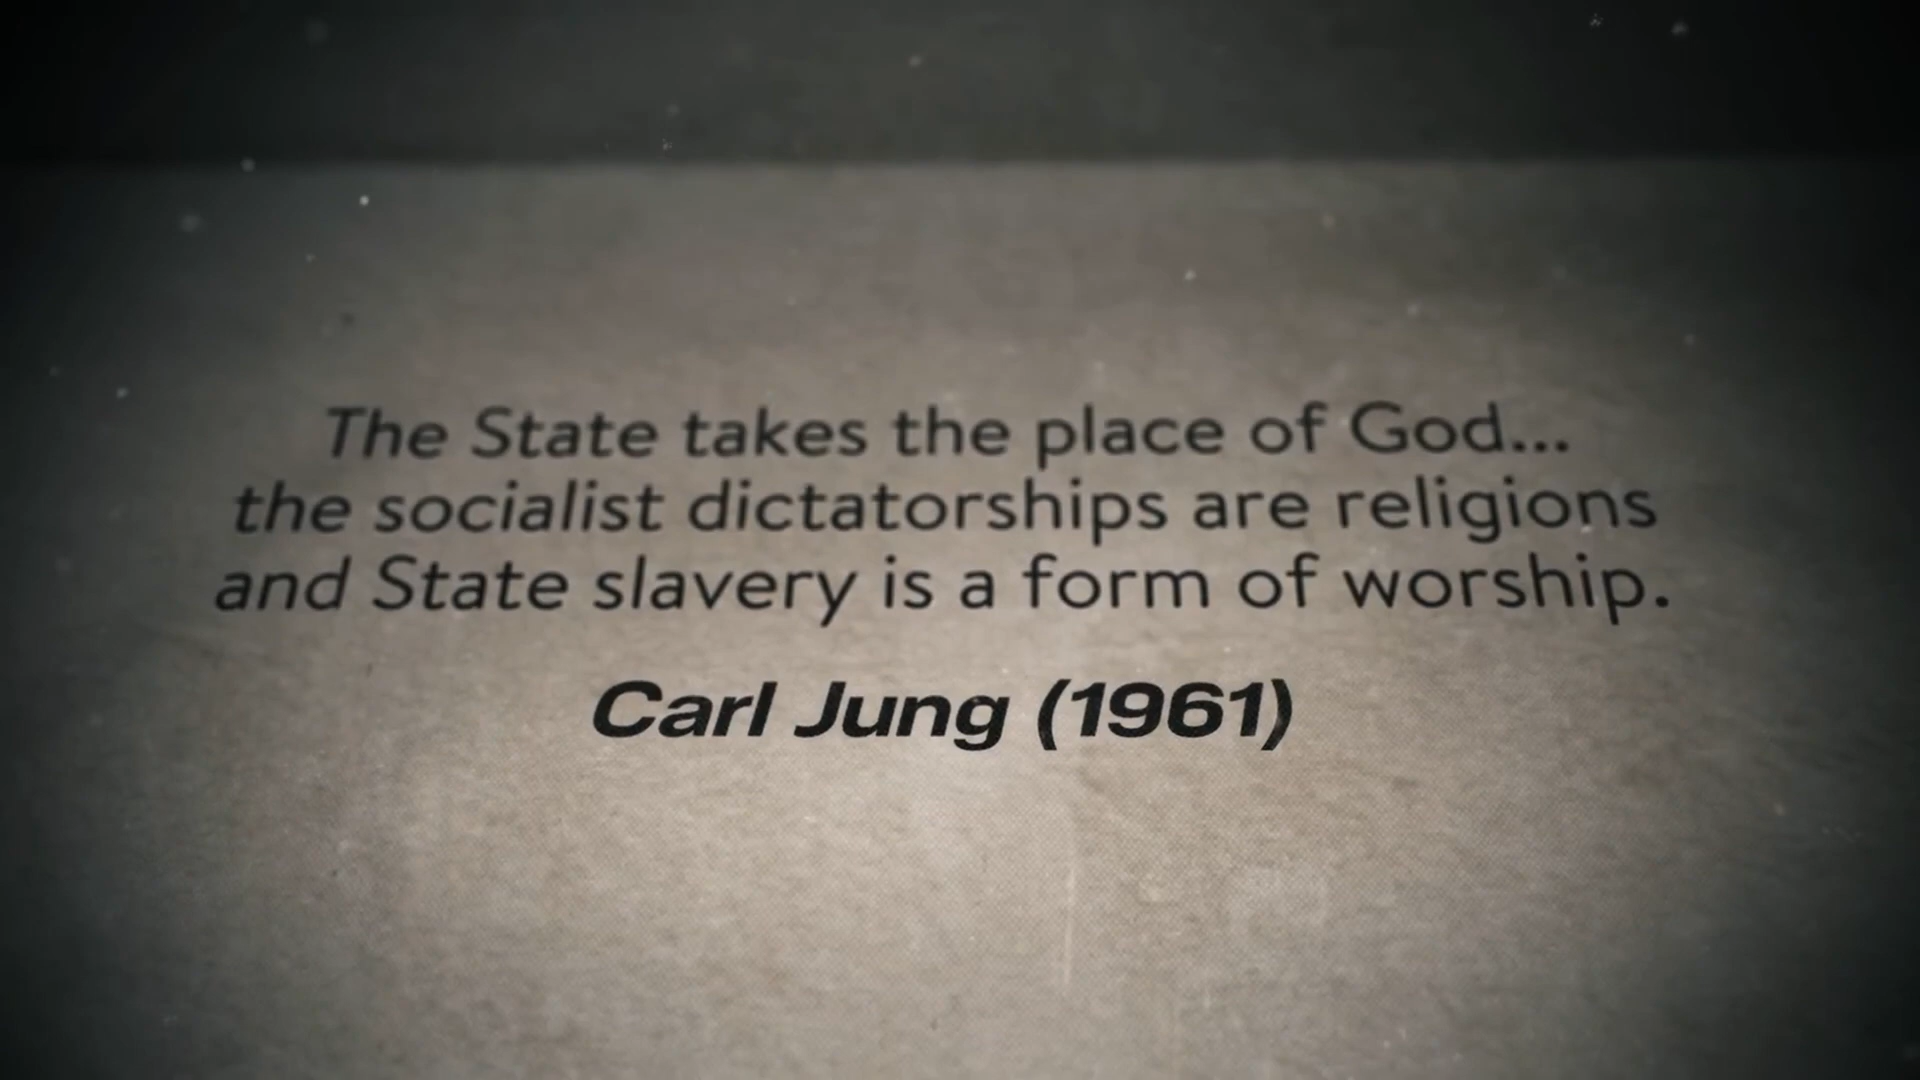 The State takes the place of God...
the socialist dictatorships are religions
and State slavery is a form of worship.
Carl Jung (1961)